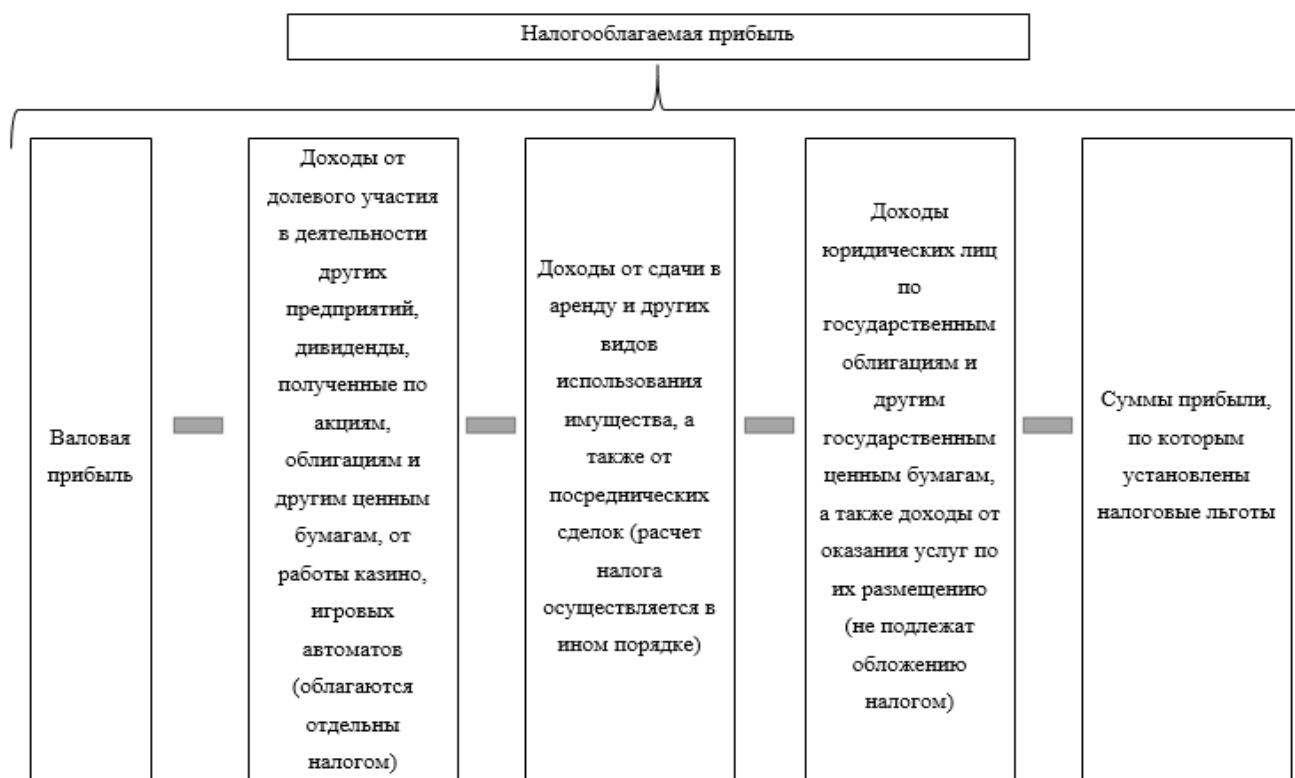 Налогооблагаемая прибыль
Валовая
прибыль
Доходы от
долевого участия
в деятельности
других
предприятий,
дивиденды,
полученные по
акциям,
облигациям и
другим ценным
бумагам, от
работы казино,
игровых
автоматов
(облагаются
отдельны
налогом)
Доходы от сдачи в
аренду и других
видов
использования
имущества, а
также от
посреднических
сделок (расчет
налога
осуществляется в
ином порядке)
Доходы
юридических лиц
по
государственным
облигациям и
другим
государственным
ценным бумагам,
а также доходы от
оказания услуг по
их размещению
(не подлежат
обложению
налогом)
Суммы прибыли,
по которым
установлены
налоговые льготы